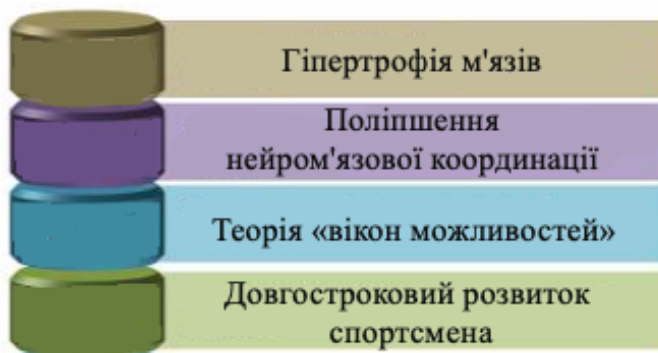 Гіпертрофія м'язів
Поліпшення
нейром'язової координації
Теорія «вікон можливостей»
Довгостроковий розвиток
спортсмена